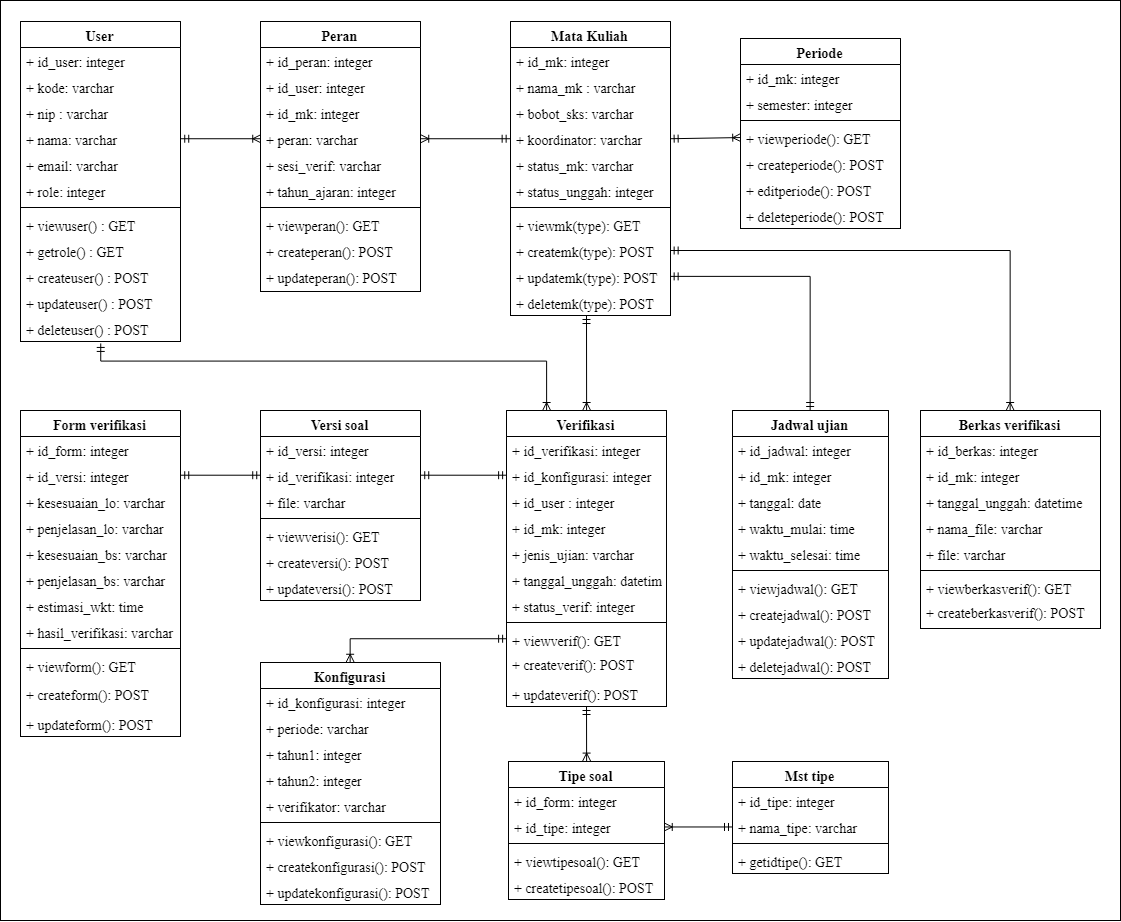 User
+ id_user: integer
+ kode: varchar
+ nip : varchar
+ nama: varchar
+ email: varchar
+ role: integer
+ viewuser() : GET
+ getrole() : GET
+ createuser() : POST
+ updateuser() : POST
+ deleteuser() : POST
Peran
+ id_peran: integer
+ id_user: integer
+ id_mk: integer
+ peran: varchar
+ sesi_verif: varchar
+ tahun_ajaran: integer
+ viewperan(): GET
+ createperan(): POST
+ updateperan(): POST
Mata Kuliah
+ id_mk: integer
+ nama_mk : varchar
+ bobot_sks: varchar
+ koordinator: varchar
+ status_mk: varchar
+ status_unggah: integer
+ viewmk(type): GET
+ createmk(type): POST
+ updatemk(type): POST
+ deletemk(type): POST
Periode
+ id_mk: integer
+ semester: integer
+ viewperiode(): GET
+ createperiode(): POST
+ editperiode(): POST
+ deleteperiode(): POST
Form verifikasi
+ id_form: integer
+ id_versi: integer
+ kesesuaian_lo: varchar
+ penjelasan_lo: varchar
+ kesesuaian_bs: varchar
+ penjelasan_bs: varchar
+ estimasi_wkt: time
+ hasil_verifikasi: varchar
+ viewform(): GET
+ createform(): POST
+ updateform(): POST
Versi soal
+ id_versi: integer
+ id_verifikasi: integer
+ file: varchar
+ viewverisi(): GET
+ createversi(): POST
+ updateversi(): POST
Verifikasi
+ id_verifikasi: integer
+ id_konfigurasi: integer
+ id_user : integer
+ id_mk: integer
+ jenis_ujian: varchar
+ tanggal_unggah: datetim
+ status_verif: integer
+ viewverif(): GET
+ createverif(): POST
+ updateverif(): POST
Jadwal ujian
+ id_jadwal: integer
+ id_mk: integer
+ tanggal: date
+ waktu_mulai: time
+ waktu_selesai: time
+ viewjadwal(): GET
+ createjadwal(): POST
+ updatejadwal(): POST
+ deletejadwal(): POST
Berkas verifikasi
+ id_berkas: integer
+ id_mk: integer
+ tanggal_unggah: datetime
+ nama_file: varchar
+ file: varchar
+ viewberkasverif(): GET
+ createberkasverif(): POST
Konfigurasi
+ id_konfigurasi: integer
+ periode: varchar
+ tahun1: integer
+ tahun2: integer
+ verifikator: varchar
+ viewkonfigurasi(): GET
+ createkonfigurasi(): POST
+ updatekonfigurasi(): POST
Tipe soal
+ id_form: integer
+ id_tipe: integer
+ viewtipesoal(): GET
+ createtipesoal(): POST
Mst tipe
+ id_tipe: integer
+ nama_tipe: varchar
+ getidtipe(): GET